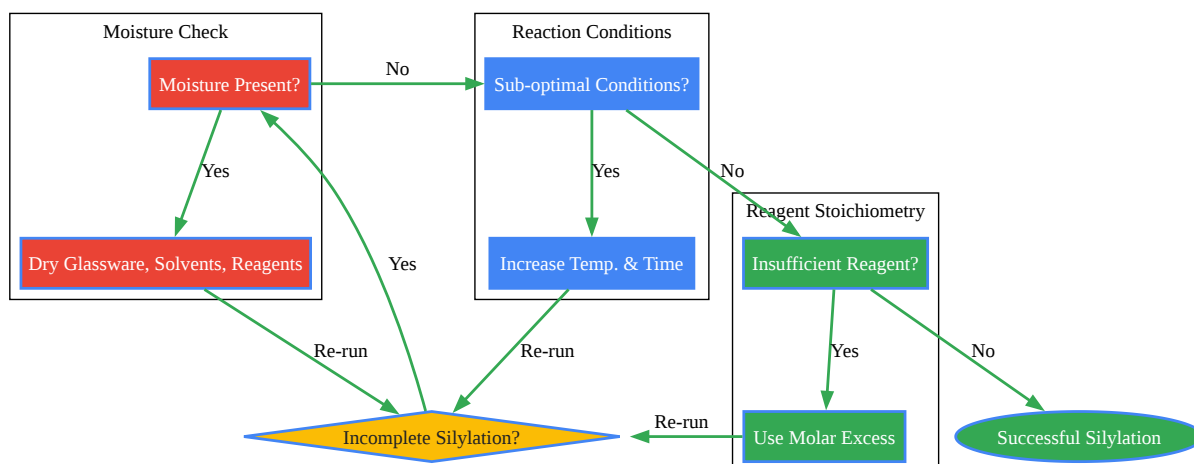 Moisture Check
Reaction Conditions
Moisture Present?
No
Sub-optimal Conditions?
Yes
Yes
No
Reagent Stoichiometry
Dry Glassware, Solvents, Reagents
Yes
Increase Temp. & Time
Insufficient Reagent?
Re-run
Re-run
Yes
No
Incomplete Silylation?
Re-run
Use Molar Excess
Successful Silylation